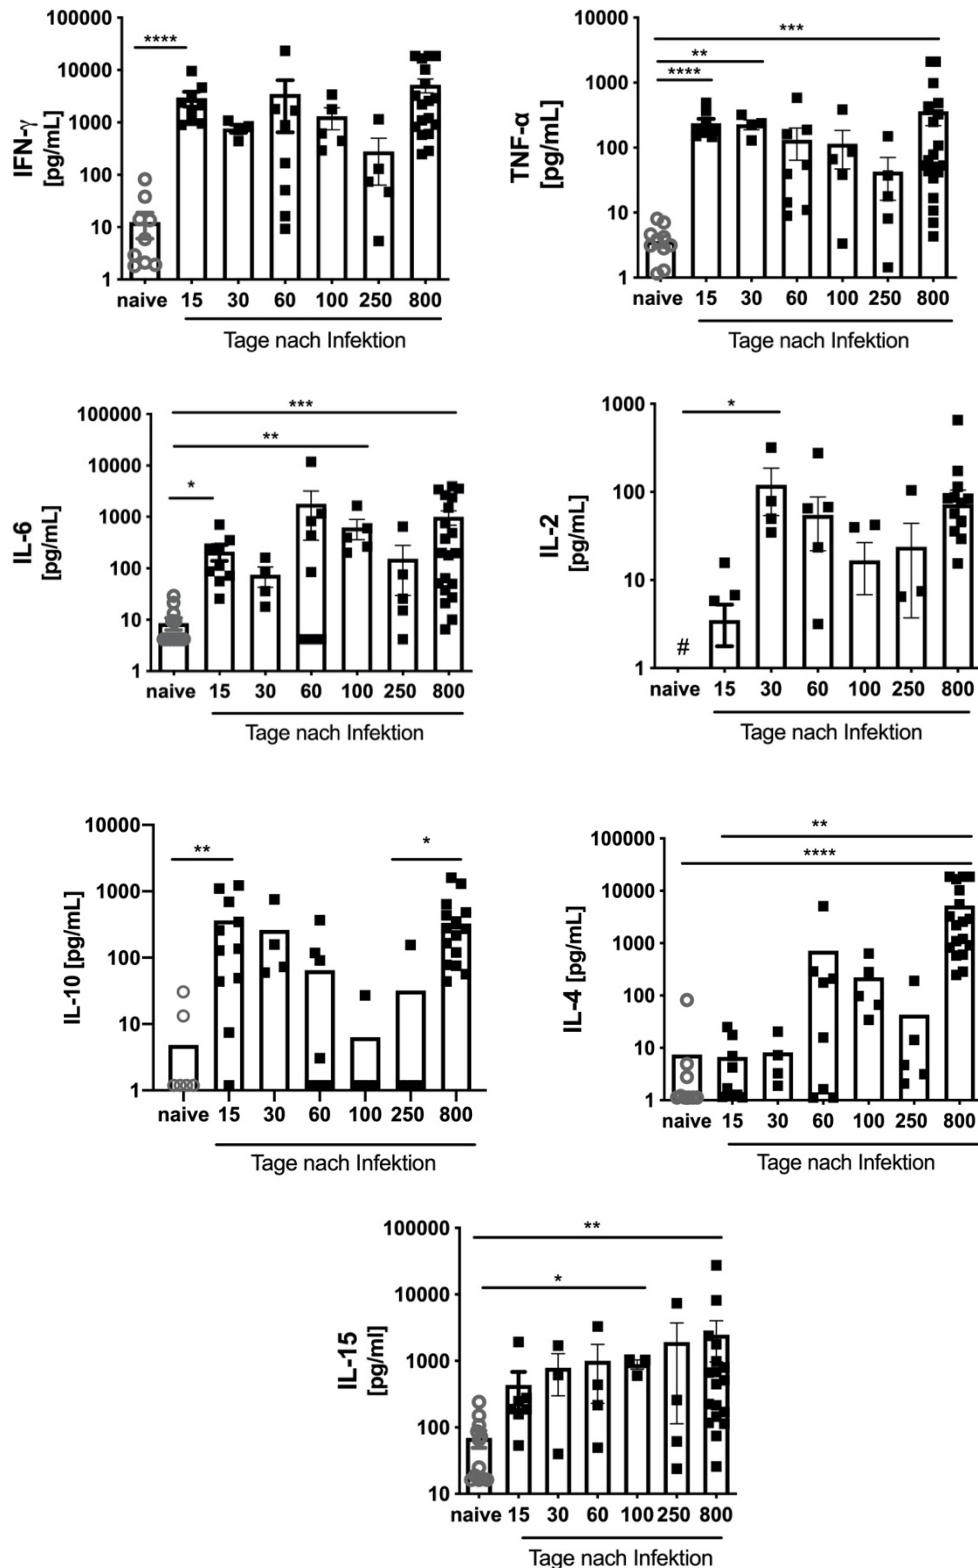 IFN-γ
[pg/mL]
100000
10000
1000
100
10
1
****
naive 15 30 60 100 250 800
Tage nach Infektion
TNF-α
[pg/mL]
10000
1000
100
10
1
***
**
****
naive 15 30 60 100 250 800
Tage nach Infektion
IL-6
[pg/mL]
100000
10000
1000
100
10
1
***
**
*
naive 15 30 60 100 250 800
Tage nach Infektion
IL-2
[pg/mL]
1000
100
10
1
*
#
naive 15 30 60 100 250 800
Tage nach Infektion
IL-10 [pg/mL]
10000
1000
100
10
1
**
*
naive 15 30 60 100 250 800
Tage nach Infektion
IL-4 [pg/mL]
100000
10000
1000
100
10
1
**
****
naive 15 30 60 100 250 800
Tage nach Infektion
IL-15
[pg/ml]
100000
10000
1000
100
10
**
*
naive 15 30 60 100 250 800
Tage nach Infektion